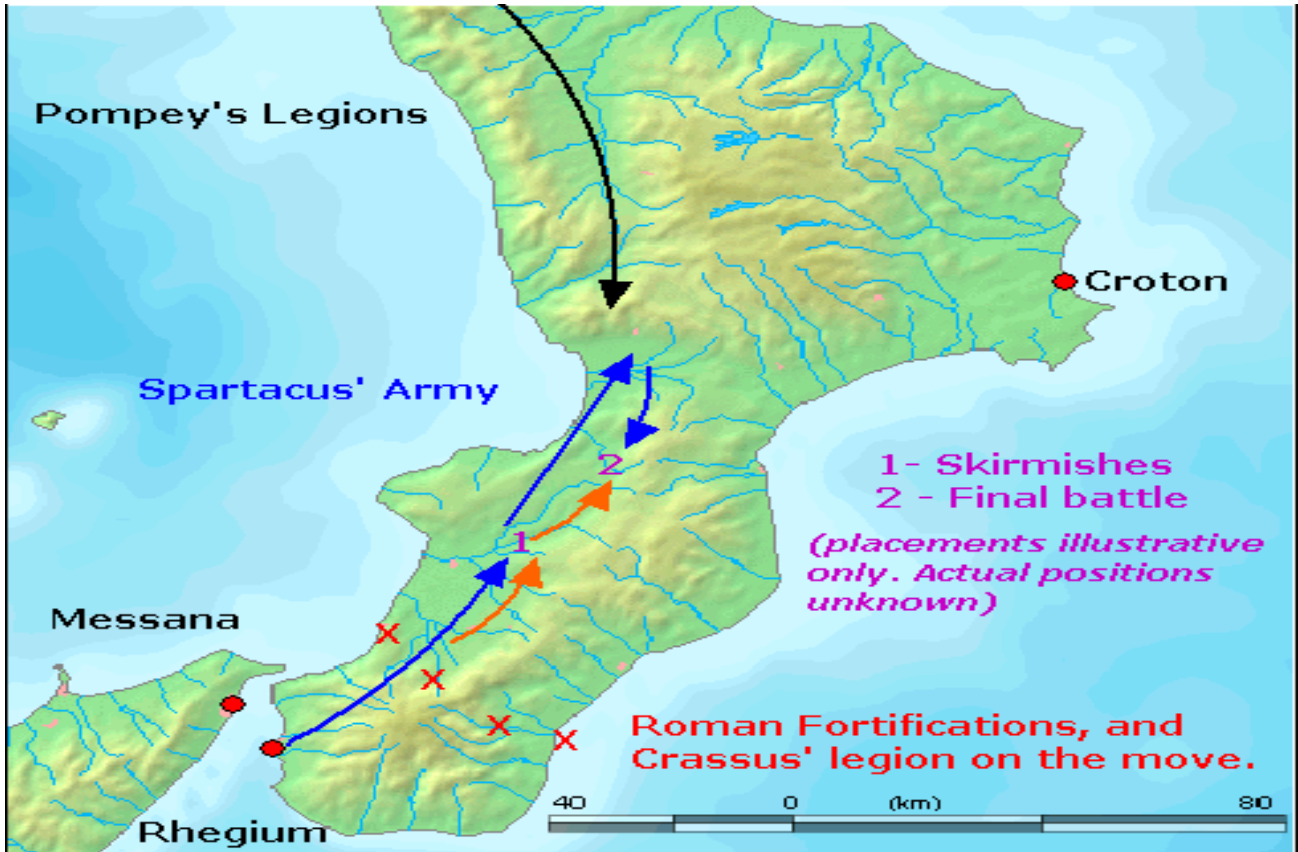 Pompey's Legions
Croton
Spartacus' Army
2
1- Skirmishes
2 - Final battle
1
(placements illustrative
only. Actual positions
unknown)
Messana
X
X
X
X
Roman Fortifications, and
Crassus' legion on the move.
40 0 (km) 80
Rhegium